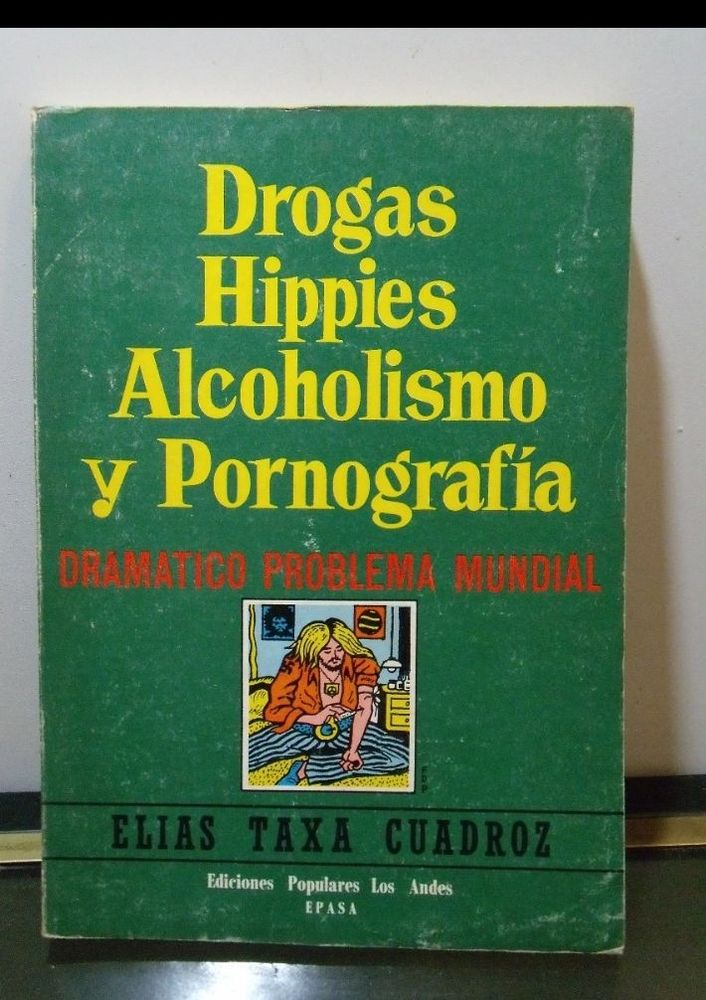 Drogas
Hippies
Alcoholismo
y Pornografía
DRAMATICO PROBLEMA MUNDIAL
ELIAS TAXA CUADROZ
Ediciones Populares Los Andes
EPASA